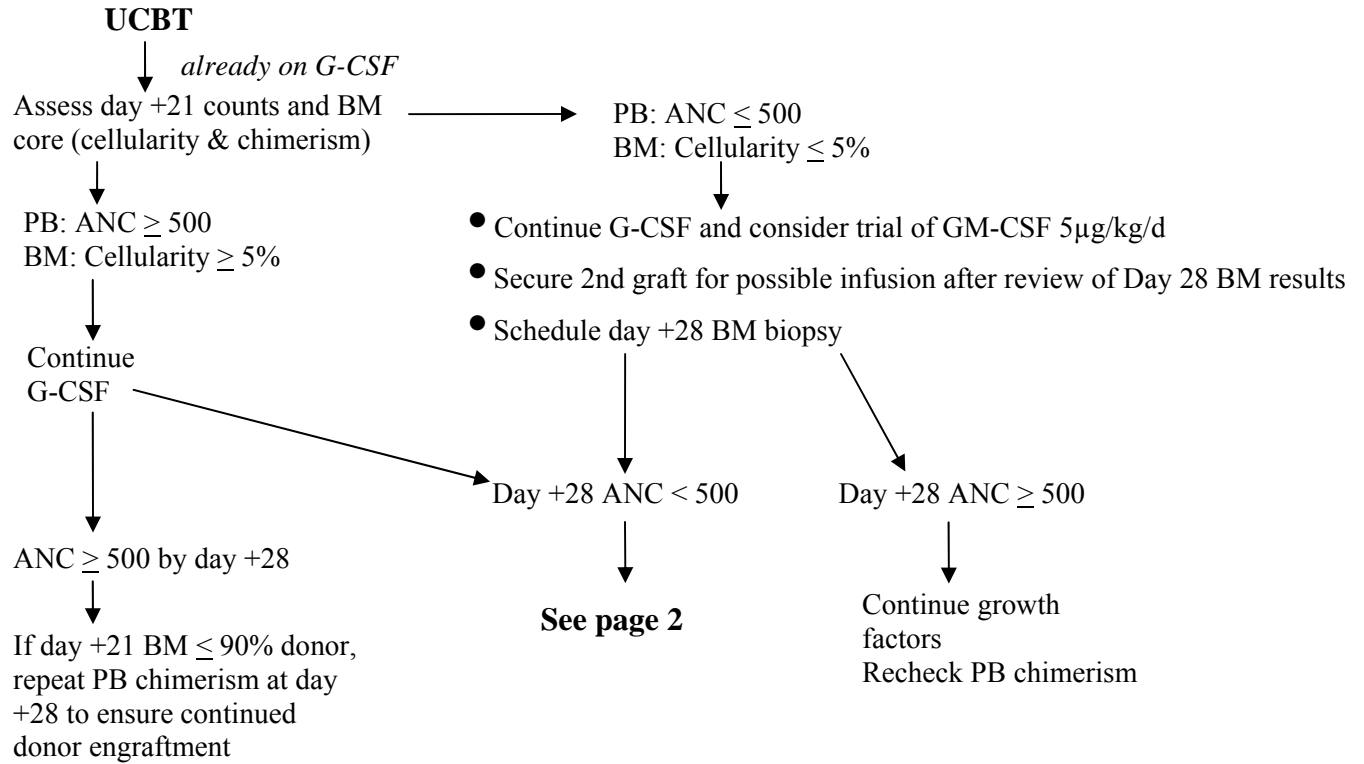 UCBT
already on G-CSF
Assess day +21 counts and BM
core (cellularity & chimerism)
PB: ANC ≤ 500
BM: Cellularity ≤ 5%
PB: ANC ≥ 500
BM: Cellularity ≥ 5%
● Continue G-CSF and consider trial of GM-CSF 5µg/kg/d
● Secure 2nd graft for possible infusion after review of Day 28 BM results
● Schedule day +28 BM biopsy
Continue
G-CSF
Day +28 ANC < 500
Day +28 ANC ≥ 500
ANC ≥ 500 by day +28
See page 2
Continue growth
factors
Recheck PB chimerism
If day +21 BM ≤ 90% donor,
repeat PB chimerism at day
+28 to ensure continued
donor engraftment